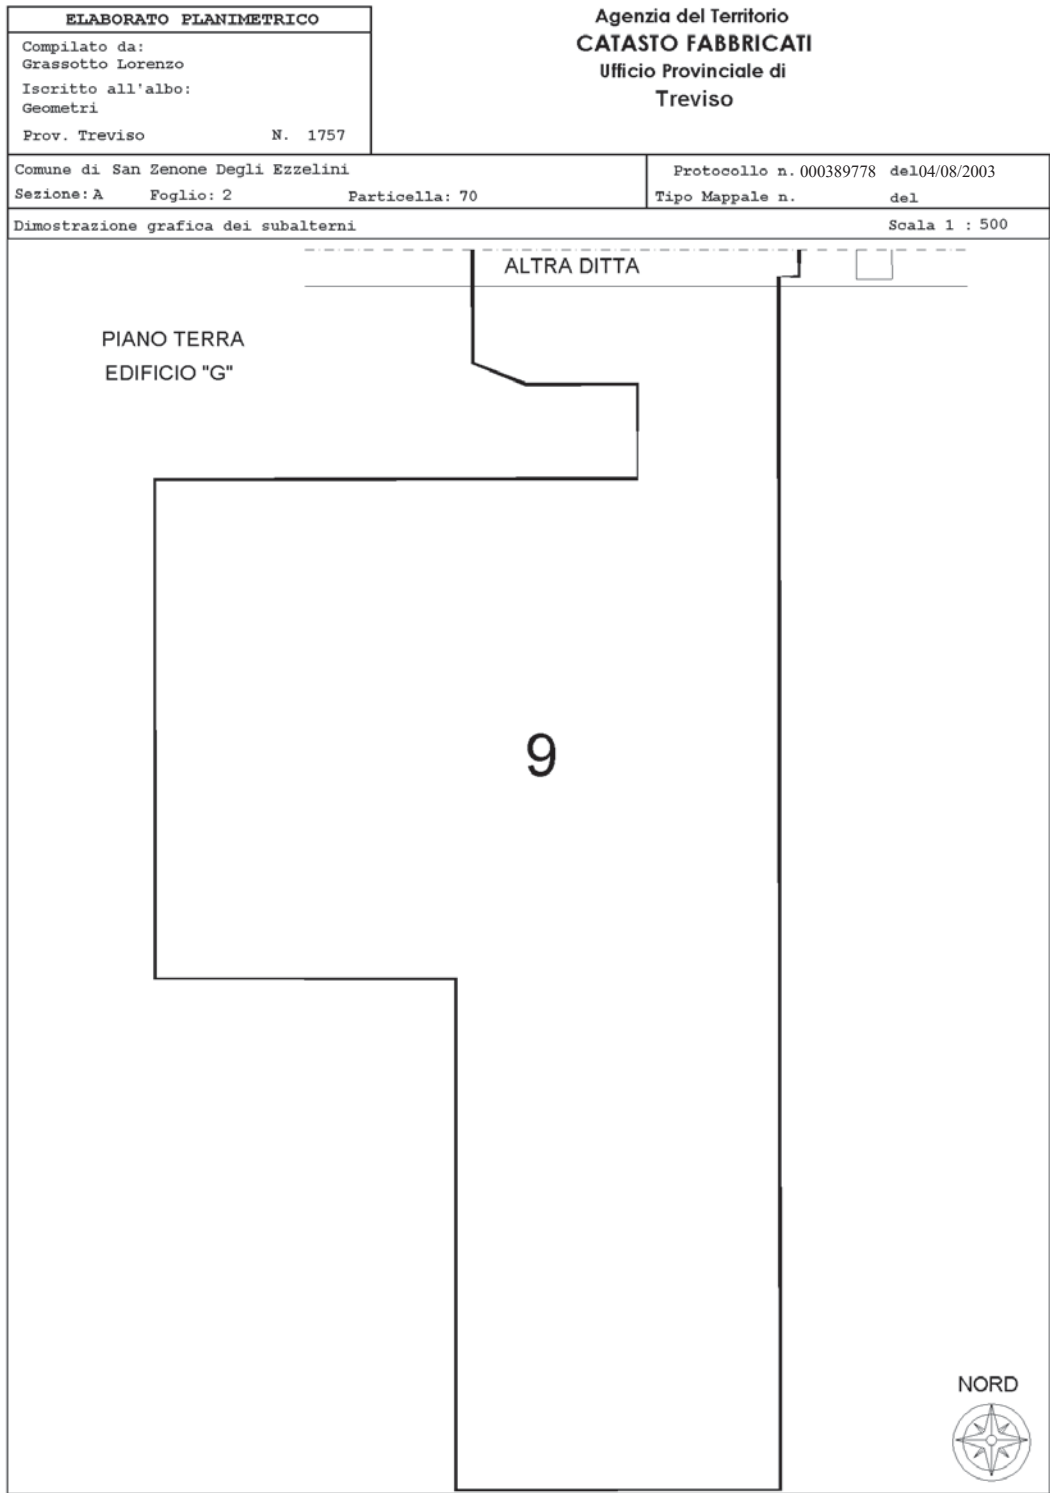 ELABORATO PLANIMETRICO
Compilato da:
Grassotto Lorenzo
Iscritto all'albo:
Geometri
Prov. Treviso N. 1757
Agenzia del Territorio
CATASTO FABBRICATI
Ufficio Provinciale di
Treviso
Comune di San Zenone Degli Ezzelini
Sezione: A Foglio: 2 Particella: 70
Protocollo n. 000389778 del 04/08/2003
Tipo Mappale n. del
Dimostrazione grafica dei subalterni Scala 1 : 500
ALTRA DITTA
PIANO TERRA
EDIFICIO "G"
9
NORD